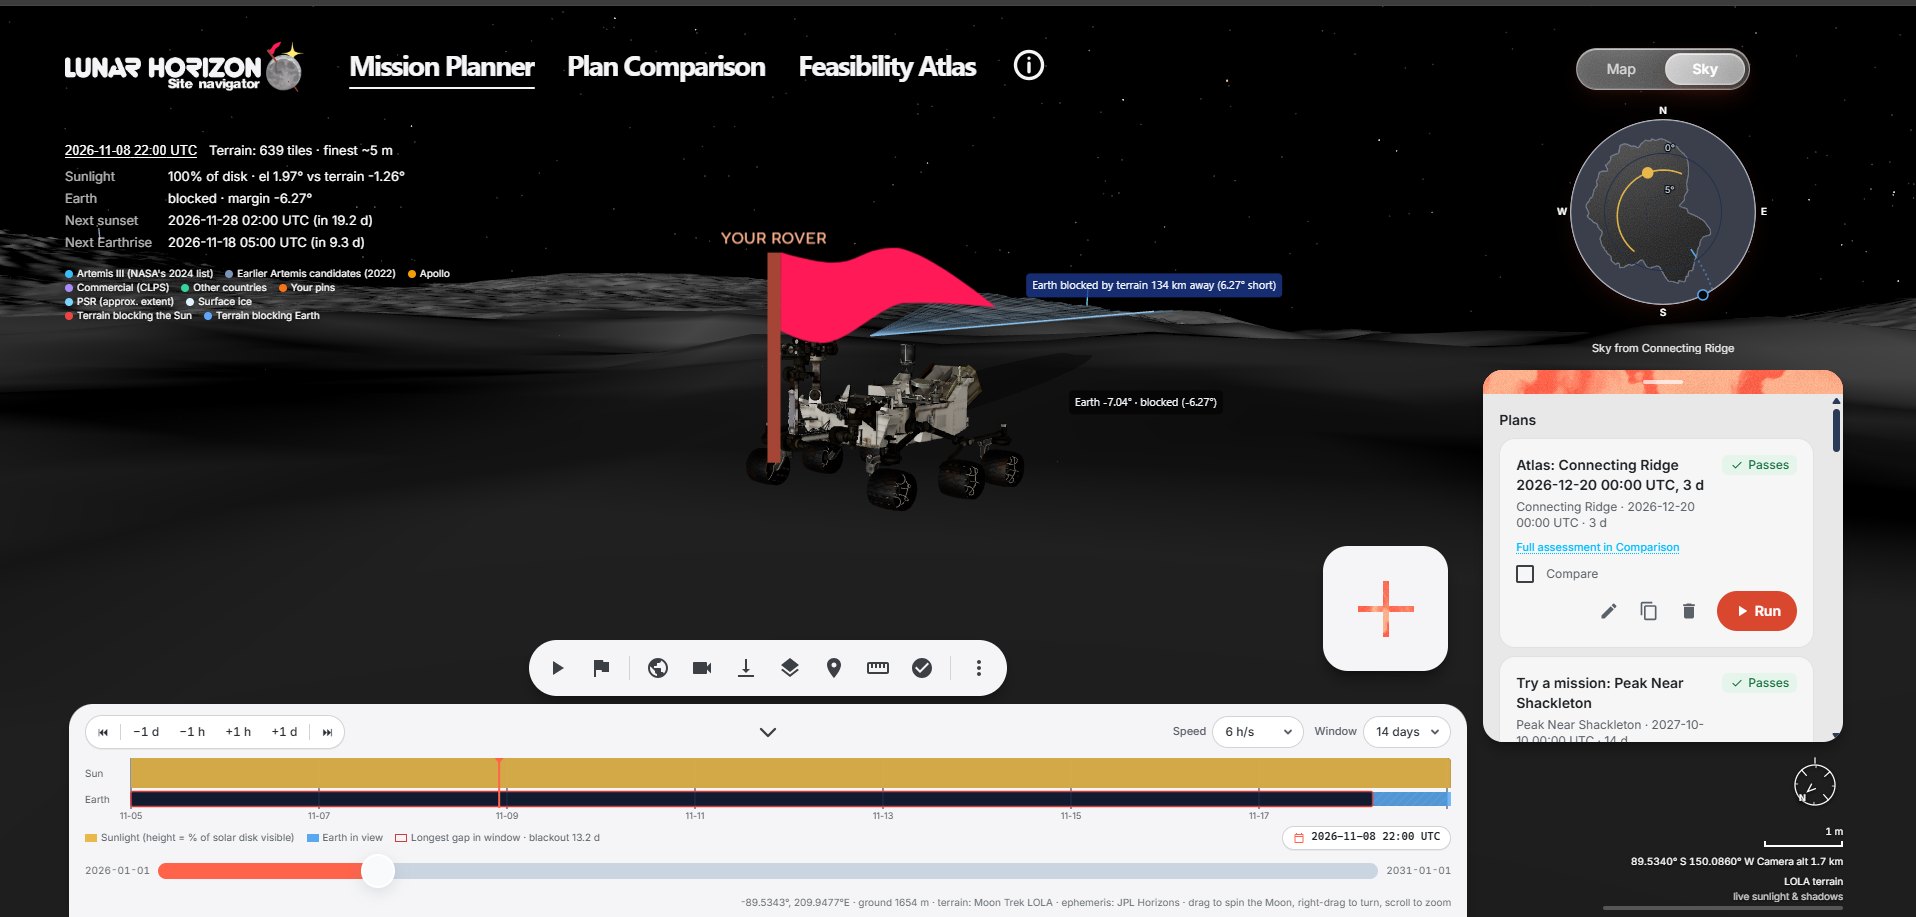 LUNAR HORIZON
Site navigator
Mission Planner
Plan Comparison
Feasibility Atlas
Map
Sky
2026-11-08 22:00 UTC Terrain: 639 tiles · finest ~5 m
Sunlight 100% of disk · el 1.97° vs terrain -1.26°
Earth blocked · margin -6.27°
Next sunset 2026-11-28 02:00 UTC (in 19.2 d)
Next Earthrise 2026-11-18 05:00 UTC (in 9.3 d)
Artemis III (NASA's 2024 list) Earlier Artemis candidates (2022) Apollo
Commercial (CLPS) Other countries Your pins
PSR (approx. extent) Surface ice
Terrain blocking the Sun Terrain blocking Earth
YOUR ROVER
Earth blocked by terrain 134 km away (6.27° short)
Earth -7.04° · blocked (-6.27°)
N
0°
5°
W
E
S
Sky from Connecting Ridge
Plans
Atlas: Connecting Ridge
2026-12-20 00:00 UTC, 3 d
Passes
Connecting Ridge · 2026-12-20
00:00 UTC · 3 d
Full assessment in Comparison
Compare
Run
Try a mission: Peak Near
Shackleton
Passes
Peak Near Shackleton · 2027-10-
10 00:00 UTC · 14 d
−1 d −1 h +1 h +1 d
Speed 6 h/s Window 14 days
Sun
Earth
11-05 11-07 11-09 11-11 11-13 11-15 11-17
Sunlight (height = % of solar disk visible) Earth in view Longest gap in window · blackout 13.2 d
2026-11-08 22:00 UTC
2026-01-01
2031-01-01
-89.5343°, 209.9477°E · ground 1654 m · terrain: Moon Trek LOLA · ephemeris: JPL Horizons · drag to spin the Moon, right-drag to turn, scroll to zoom
N
1 m
89.5340° S 150.0860° W Camera alt 1.7 km
LOLA terrain
live sunlight & shadows